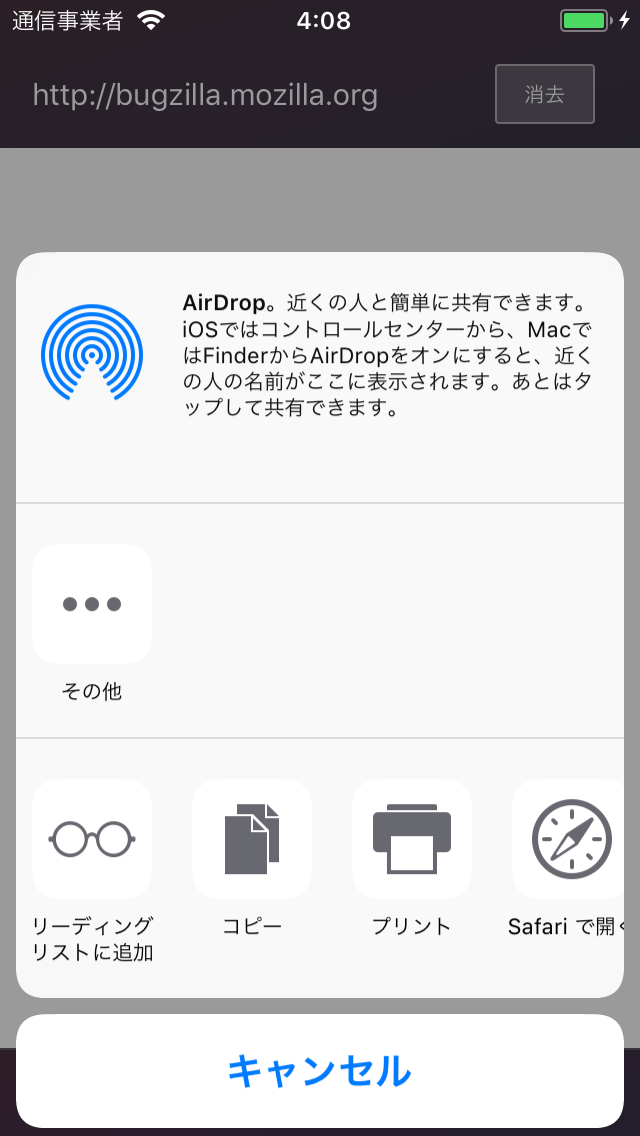 通信事業者 4:08
http://bugzilla.mozilla.org 消去
AirDrop。近くの人と簡単に共有できます。
iOSではコントロールセンターから、Macで
はFinderからAirDropをオンにすると、近く
の人の名前がここに表示されます。あとはタ
ップして共有できます。
その他
リーディング
リストに追加
コピー
プリント
Safari で開く
キャンセル